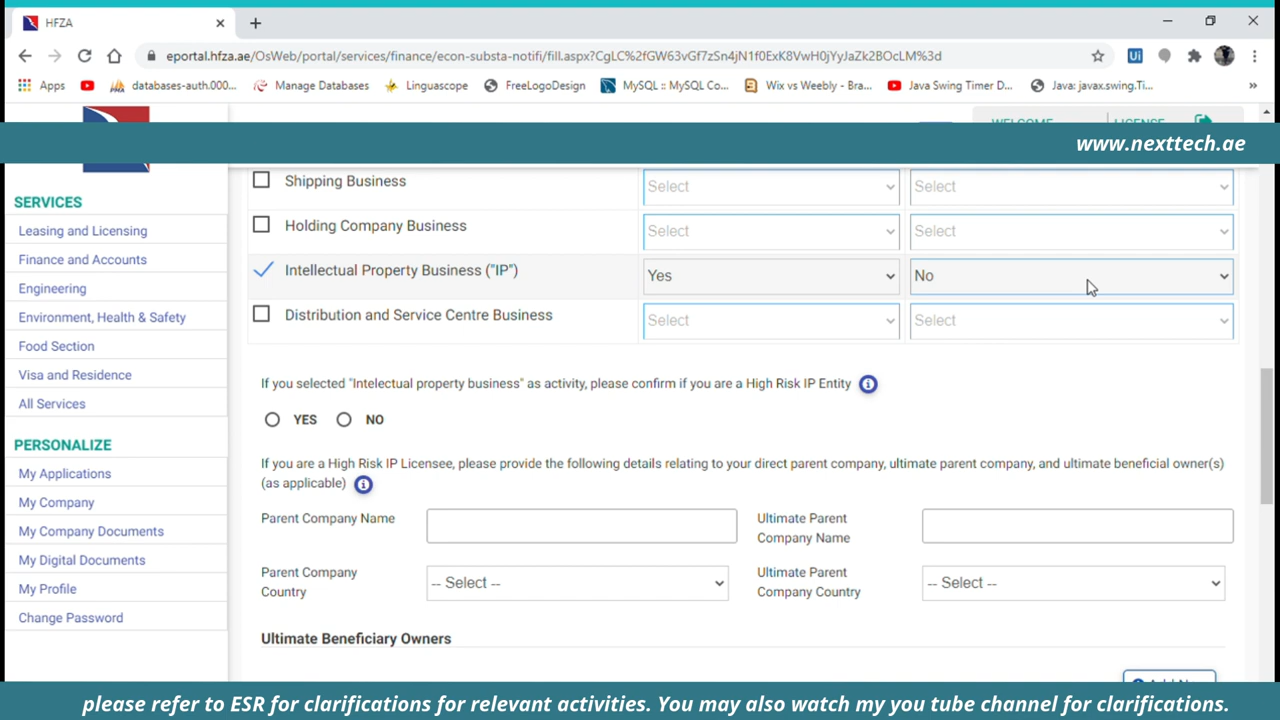 HFZA
eportal.hfza.ae/OsWeb/portal/services/finance/econ-substa-notifi/fill.aspx?CgLC%2fGW63vGf7zSn4jN1f0ExK8VwH0jYyJaZk2BOcLM%3d
Apps databases-auth.000... Manage Databases Linguascope FreeLogoDesign MySQL :: MySQL Co... Wix vs Weebly - Bra... Java Swing Timer D... Java: javax.swing.Ti...
WELCOME LICENSE
www.nexttech.ae
SERVICES
Leasing and Licensing
Finance and Accounts
Engineering
Environment, Health & Safety
Food Section
Visa and Residence
All Services
PERSONALIZE
My Applications
My Company
My Company Documents
My Digital Documents
My Profile
Change Password
Shipping Business Select Select
Holding Company Business Select Select
Intellectual Property Business ("IP") Yes No
Distribution and Service Centre Business Select Select
If you selected "Intelectual property business" as activity, please confirm if you are a High Risk IP Entity
YES NO
If you are a High Risk IP Licensee, please provide the following details relating to your direct parent company, ultimate parent company, and ultimate beneficial owner(s)
(as applicable)
Parent Company Name
Ultimate Parent
Company Name
Parent Company
Country
-- Select --
Ultimate Parent
Company Country
-- Select --
Ultimate Beneficiary Owners
please refer to ESR for clarifications for relevant activities. You may also watch my you tube channel for clarifications.